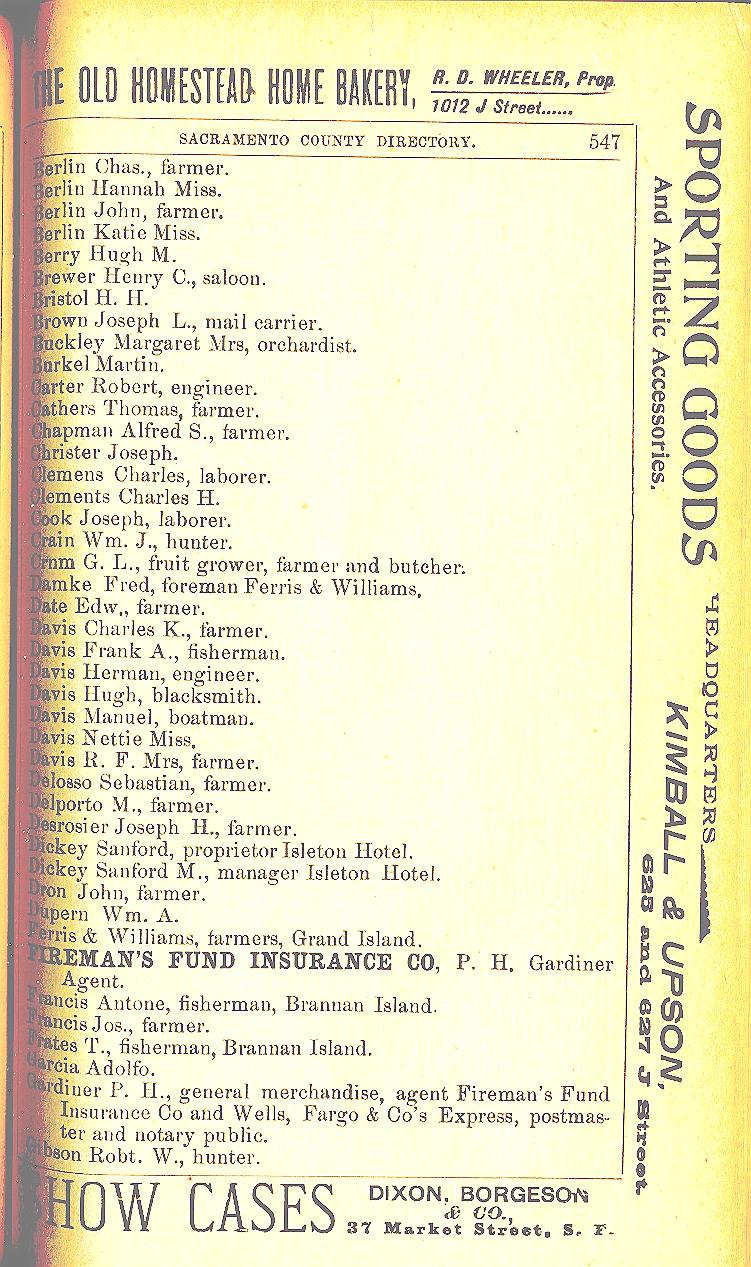 THE OLD HOMESTEAD HOME BAKERY, R. D. WHEELER, Prop.
1012 J Street......
SACRAMENTO COUNTY DIRECTORY. 547
Berlin Chas., farmer.
Berlin Hannah Miss.
Berlin John, farmer.
Berlin Katie Miss.
Berry Hugh M.
Brewer Henry C., saloon.
Bristol H. H.
Brown Joseph L., mail carrier.
Buckley Margaret Mrs, orchardist.
Burkel Martin.
Carter Robert, engineer.
Cathers Thomas, farmer.
Chapman Alfred S., farmer.
Christer Joseph.
Clemens Charles, laborer.
Clements Charles H.
Cook Joseph, laborer.
Crain Wm. J., hunter.
Crum G. L., fruit grower, farmer and butcher.
Damke Fred, foreman Ferris & Williams.
Date Edw., farmer.
Davis Charles K., farmer.
Davis Frank A., fisherman.
Davis Herman, engineer.
Davis Hugh, blacksmith.
Davis Manuel, boatman.
Davis Nettie Miss.
Davis R. F. Mrs, farmer.
Delosso Sebastian, farmer.
Delporto M., farmer.
Desrosier Joseph H., farmer.
Dickey Sanford, proprietor Isleton Hotel.
Dickey Sanford M., manager Isleton Hotel.
Dron John, farmer.
Dupern Wm. A.
Ferris & Williams, farmers, Grand Island.
FIREMAN'S FUND INSURANCE CO, P. H. Gardiner
Agent.
Francis Antone, fisherman, Brannan Island.
Francis Jos., farmer.
Frates T., fisherman, Brannan Island.
Garcia Adolfo.
Gardiner P. H., general merchandise, agent Fireman's Fund
Insurance Co and Wells, Fargo & Co's Express, postmas-
ter and notary public.
Gibson Robt. W., hunter.
SHOW CASES DIXON, BORGESON
& CO.,
37 Market Street, S. F.
SPORTING GOODS HEADQUARTERS
And Athletic Accessories.
KIMBALL & UPSON,
625 and 627 J Street.